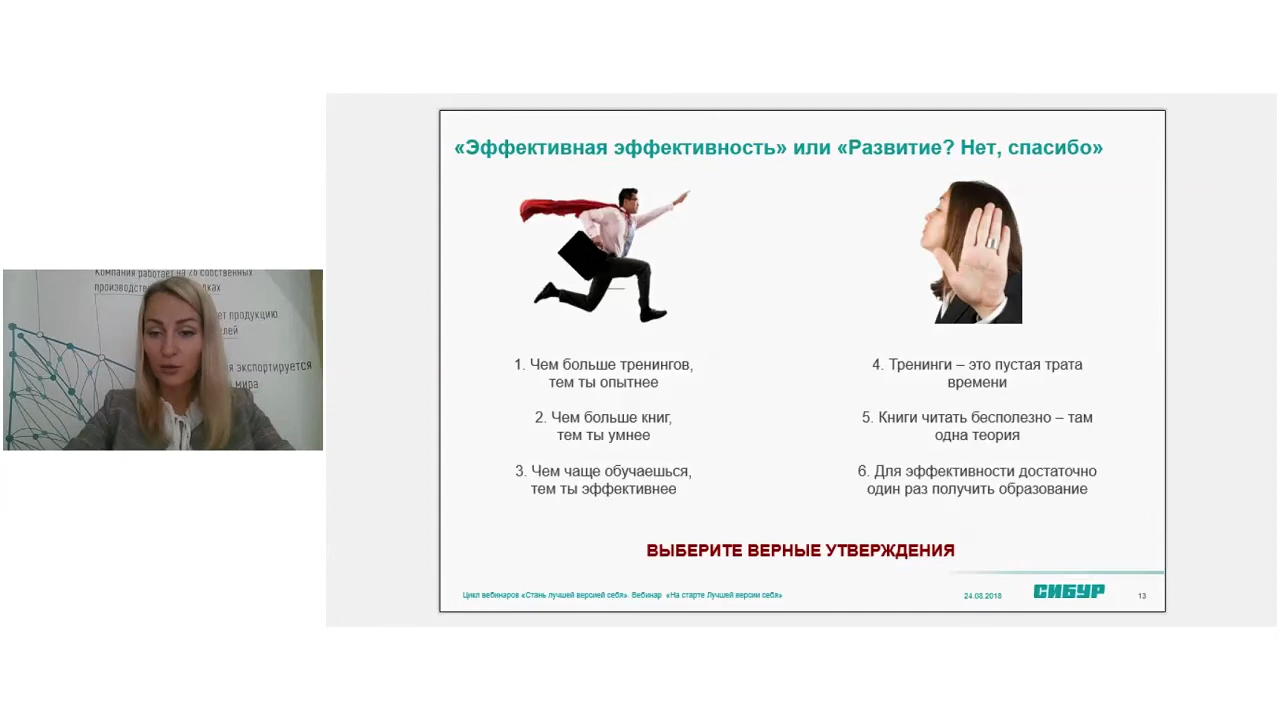 Компания работает на 26 собственных
производств
дках
ет продукцию
елей
я экспортируется
мира
«Эффективная эффективность» или «Развитие? Нет, спасибо»
1. Чем больше тренингов,
тем ты опытнее
2. Чем больше книг,
тем ты умнее
3. Чем чаще обучаешься,
тем ты эффективнее
4. Тренинги – это пустая трата
времени
5. Книги читать бесполезно – там
одна теория
6. Для эффективности достаточно
один раз получить образование
ВЫБЕРИТЕ ВЕРНЫЕ УТВЕРЖДЕНИЯ
Цикл вебинаров «Стань лучшей версией себя». Вебинар «На старте Лучшей версии себя»
24.08.2018
СИБУР
13